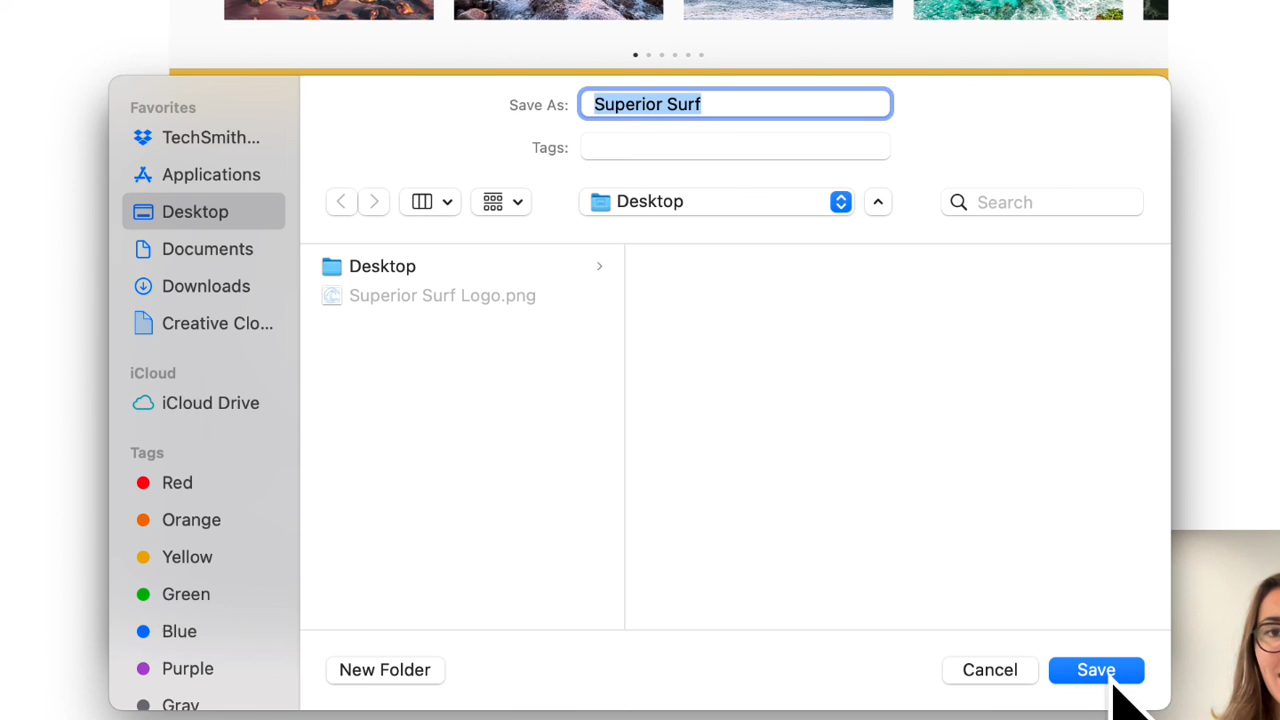 Favorites
Save As: Superior Surf
TechSmith...
Tags:
Applications
Desktop
Desktop
Search
Documents
Desktop
Downloads
Superior Surf Logo.png
Creative Clo...
iCloud
iCloud Drive
Tags
Red
Orange
Yellow
Green
Blue
Purple
New Folder
Cancel
Save
Gray